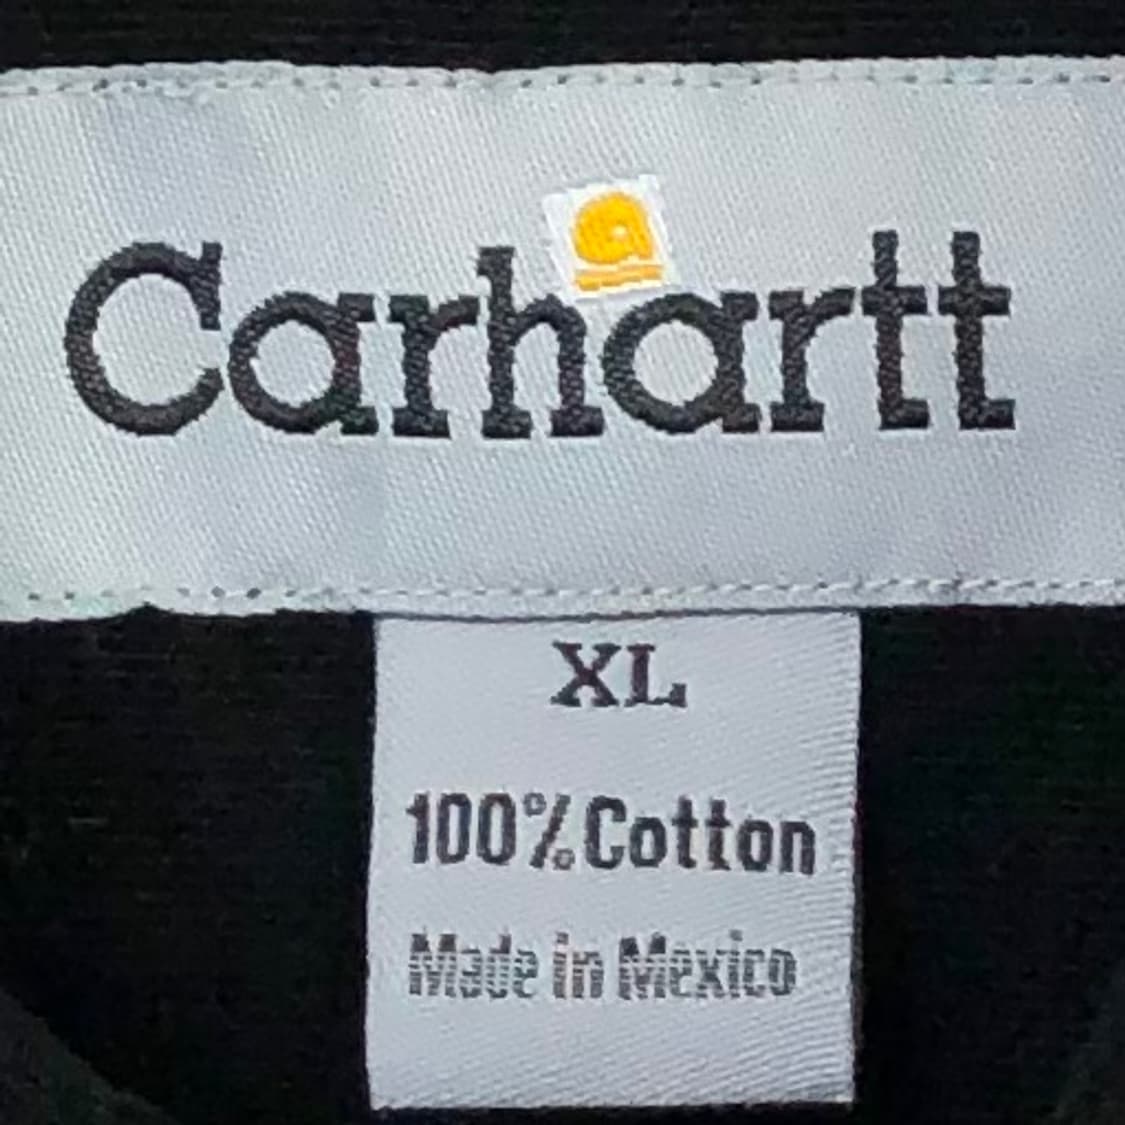 Carhartt
XL
100% Cotton
Made in Mexico